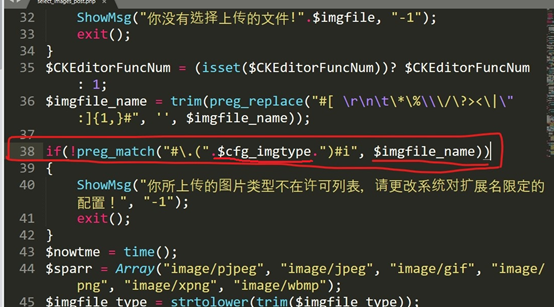 select_images_post.php
32 ShowMsg("你没有选择上传的文件!".$imgfile, "-1");
33 exit();
34 }
35 $CKEditorFuncNum = (isset($CKEditorFuncNum))? $CKEditorFuncNum
: 1;
36 $imgfile_name = trim(preg_replace("#[ \r\n\t\*\%\\\/\?><\|\"
:]{1,}#", '', $imgfile_name));
37
38 if(!preg_match("#\.(".$cfg_imgtype.")#i", $imgfile_name))
39 {
40 ShowMsg("你所上传的图片类型不在许可列表，请更改系统对扩展名限定的
配置！", "-1");
41 exit();
42 }
43 $nowtme = time();
44 $sparr = Array("image/pjpeg", "image/jpeg", "image/gif", "image/
png", "image/xpng", "image/wbmp");
45 $imgfile_type = strtolower(trim($imgfile_type));